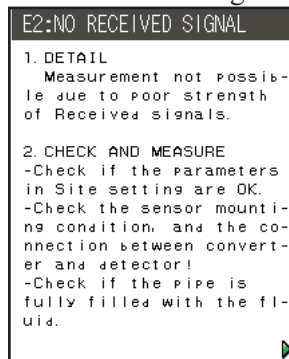 E2:NO RECEIVED SIGNAL
1. DETAIL
Measurement not possib-
le due to poor strength
of Received signals.
2. CHECK AND MEASURE
-Check if the parameters
in Site setting are OK.
-Check the sensor mounti-
ng condition, and the co-
nnection between convert-
er and detector!
-Check if the pipe is
fully filled with the fl-
uid.